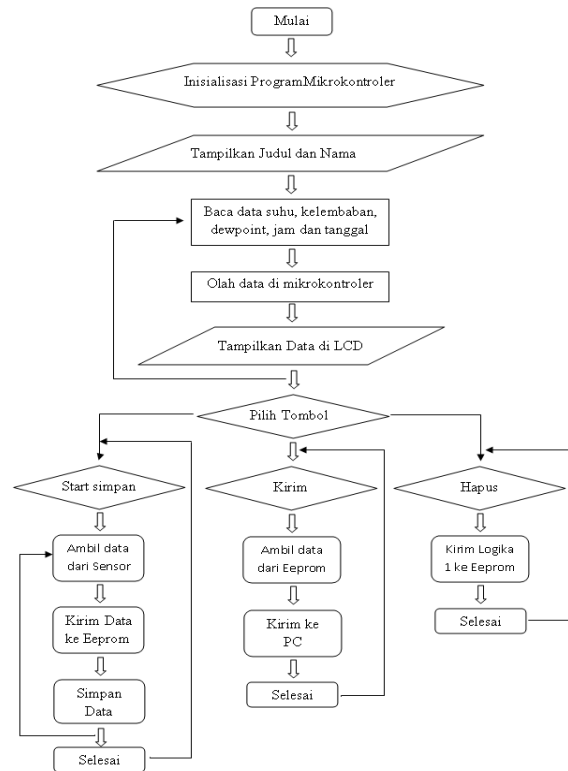 Mulai
Inisialisasi ProgramMikrokontroler
Tampilkan Judul dan Nama
Baca data suhu, kelembaban,
dewpoint, jam dan tanggal
Olah data di mikrokontroler
Tampilkan Data di LCD
Pilih Tombol
Start simpan
Ambil data
dari Sensor
Kirim Data
ke Eeprom
Simpan
Data
Selesai
Kirim
Ambil data
dari Eeprom
Kirim ke
PC
Selesai
Hapus
Kirim Logika
1 ke Eeprom
Selesai